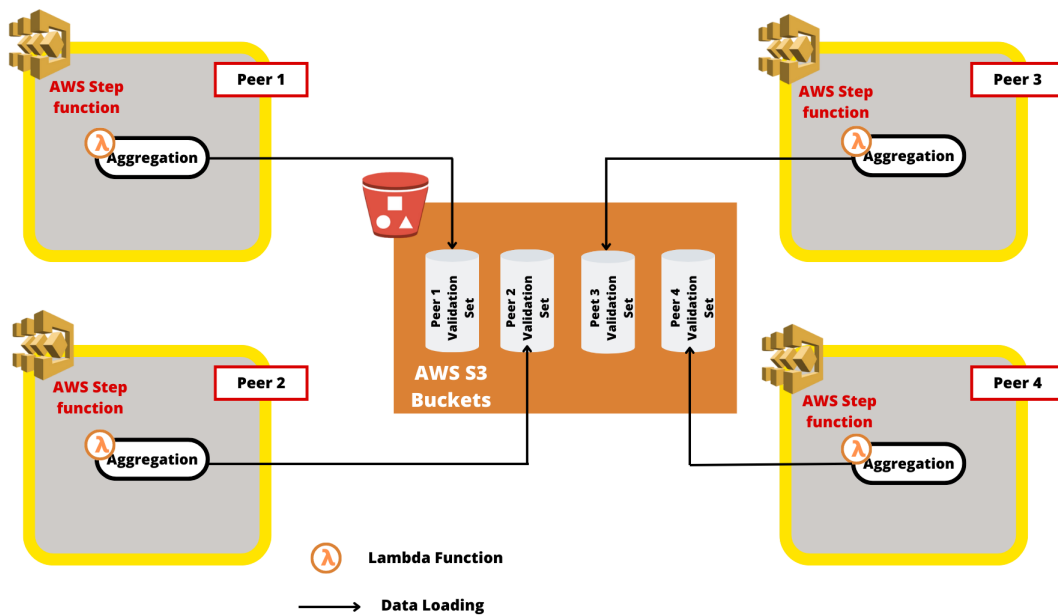 Peer 1
AWS Step
function
λ
Aggregation
Peer 3
AWS Step
function
λ
Aggregation
Peer 1
Validation
Set
Peer 2
Validation
Set
Peet 3
Validation
Set
Peer 4
Validation
Set
AWS S3
Buckets
Peer 2
AWS Step
function
λ
Aggregation
Peer 4
AWS Step
function
λ
Aggregation
λ
Lambda Function
Data Loading